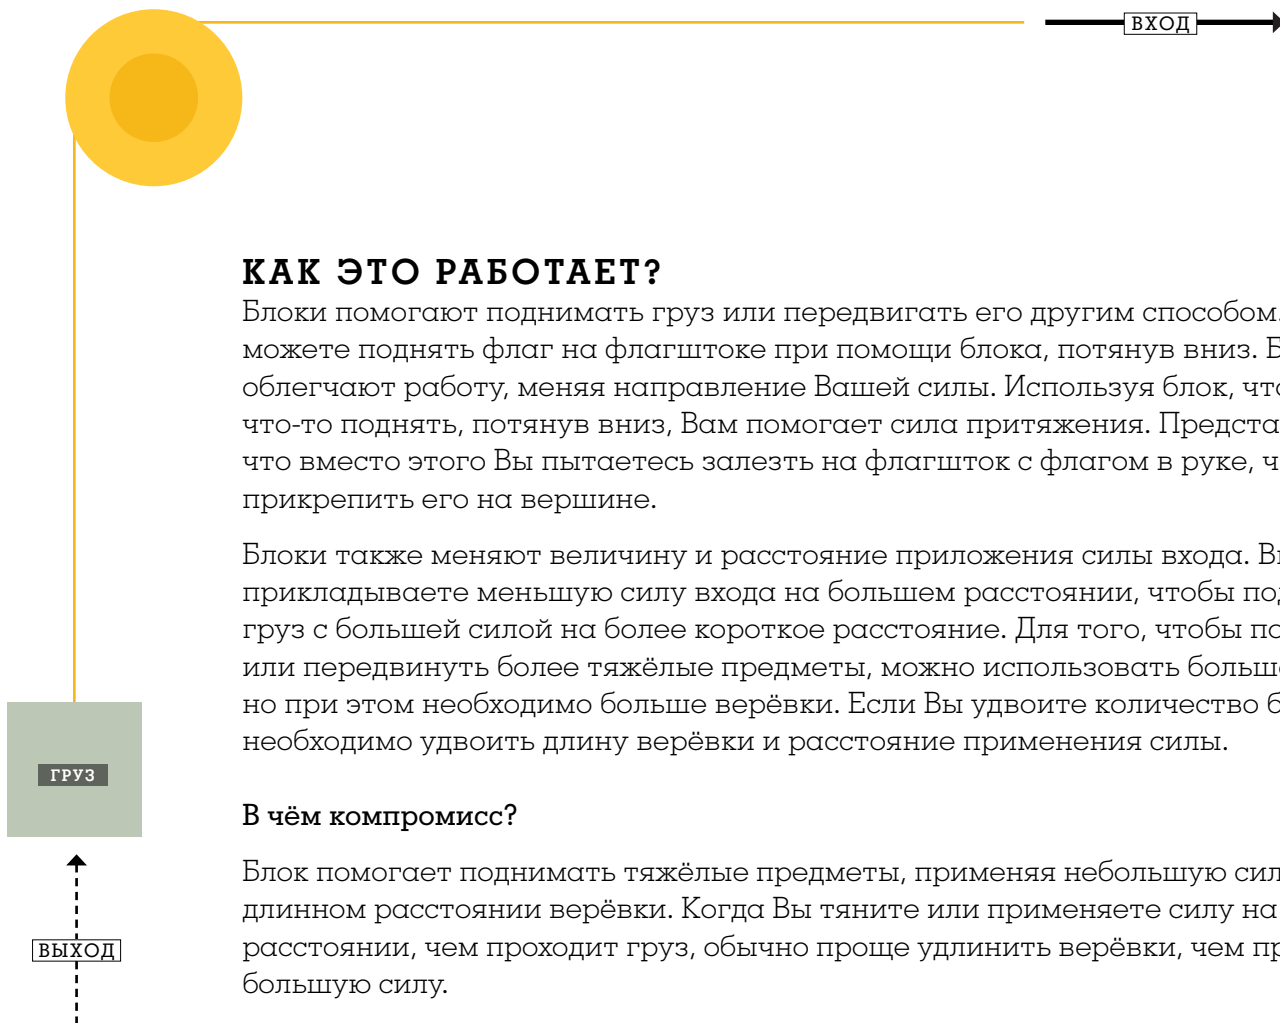 ВХОД
КАК ЭТО РАБОТАЕТ?
Блоки помогают поднимать груз или передвигать его другим способом.
можете поднять флаг на флагштоке при помощи блока, потянув вниз.
облегчают работу, меняя направление Вашей силы. Используя блок,
что-то поднять, потянув вниз, Вам помогает сила притяжения.
что вместо этого Вы пытаетесь залезть на флагшток с флагом в руке,
прикрепить его на вершине.
Блоки также меняют величину и расстояние приложения силы входа.
прикладываете меньшую силу входа на большем расстоянии, чтобы
груз с большей силой на более короткое расстояние. Для того, чтобы
или передвинуть более тяжёлые предметы, можно использовать
но при этом необходимо больше верёвки. Если Вы удвоите количество
необходимо удвоить длину верёвки и расстояние применения силы.
ГРУЗ
В чём компромисс?
Блок помогает поднимать тяжёлые предметы, применяя небольшую
длинном расстоянии верёвки. Когда Вы тяните или применяете силу на
расстоянии, чем проходит груз, обычно проще удлинить верёвки, чем
большую силу.
ВЫХОД